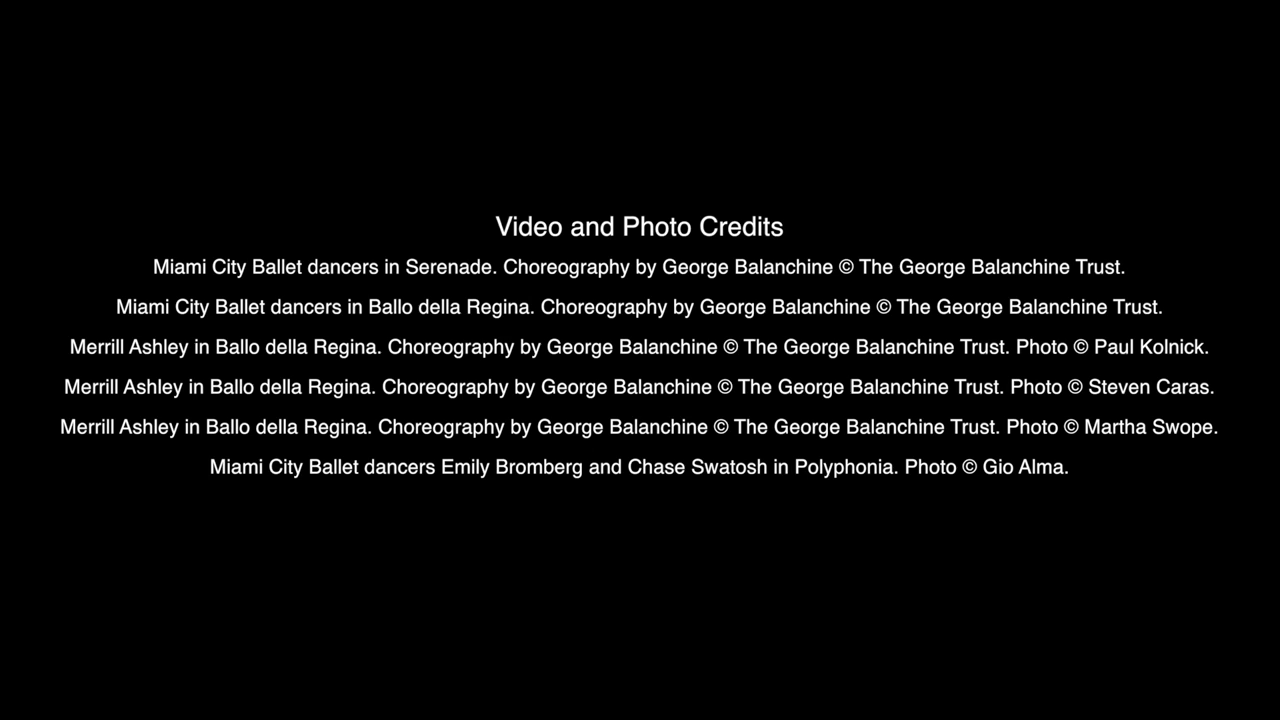 Video and Photo Credits
Miami City Ballet dancers in Serenade. Choreography by George Balanchine © The George Balanchine Trust.
Miami City Ballet dancers in Ballo della Regina. Choreography by George Balanchine © The George Balanchine Trust.
Merrill Ashley in Ballo della Regina. Choreography by George Balanchine © The George Balanchine Trust. Photo © Paul Kolnick.
Merrill Ashley in Ballo della Regina. Choreography by George Balanchine © The George Balanchine Trust. Photo © Steven Caras.
Merrill Ashley in Ballo della Regina. Choreography by George Balanchine © The George Balanchine Trust. Photo © Martha Swope.
Miami City Ballet dancers Emily Bromberg and Chase Swatosh in Polyphonia. Photo © Gio Alma.